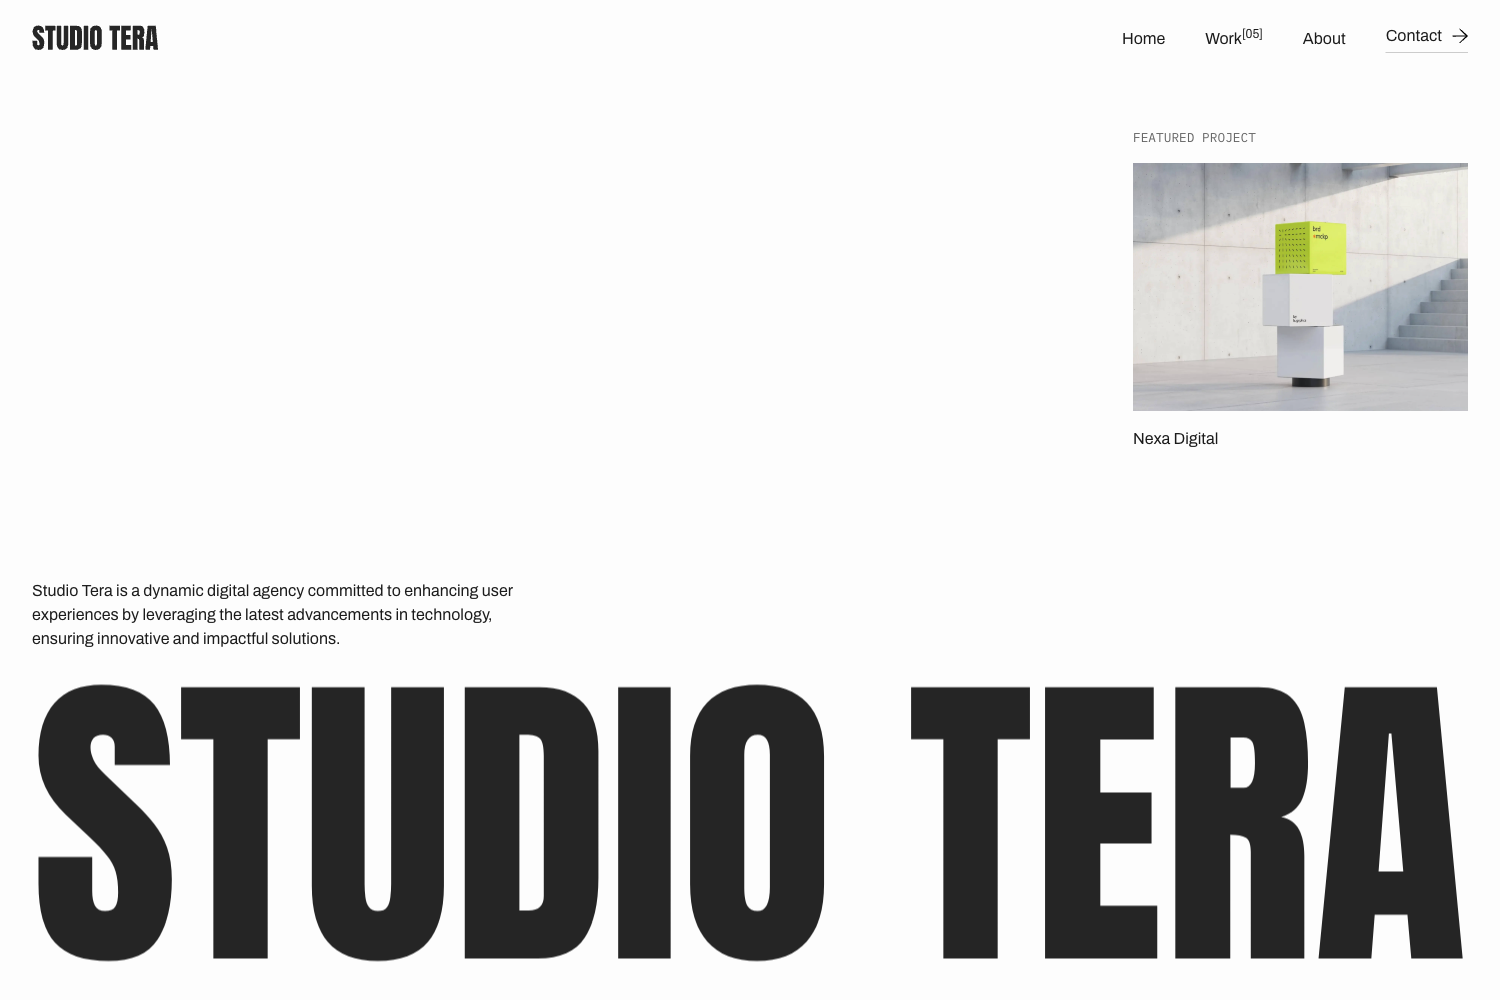 STUDIO TERA
Home
Work[05]
About
Contact
FEATURED PROJECT
brd
Nexa Digital
Studio Tera is a dynamic digital agency committed to enhancing user
experiences by leveraging the latest advancements in technology,
ensuring innovative and impactful solutions.
STUDIO TERA